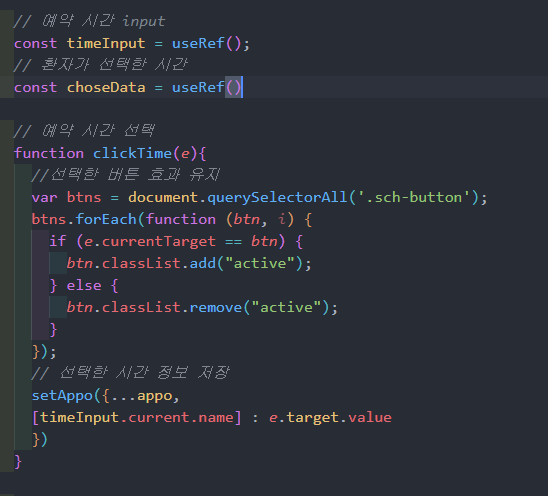 // 예약 시간 input
const timeInput = useRef();
// 환자가 선택한 시간
const choseData = useRef()
// 예약 시간 선택
function clickTime(e){
//선택한 버튼 효과 유지
var btns = document.querySelectorAll('.sch-button');
btns.forEach(function (btn, i) {
if (e.currentTarget == btn) {
btn.classList.add("active");
} else {
btn.classList.remove("active");
}
});
// 선택한 시간 정보 저장
setAppo({...appo,
[timeInput.current.name] : e.target.value
})
}